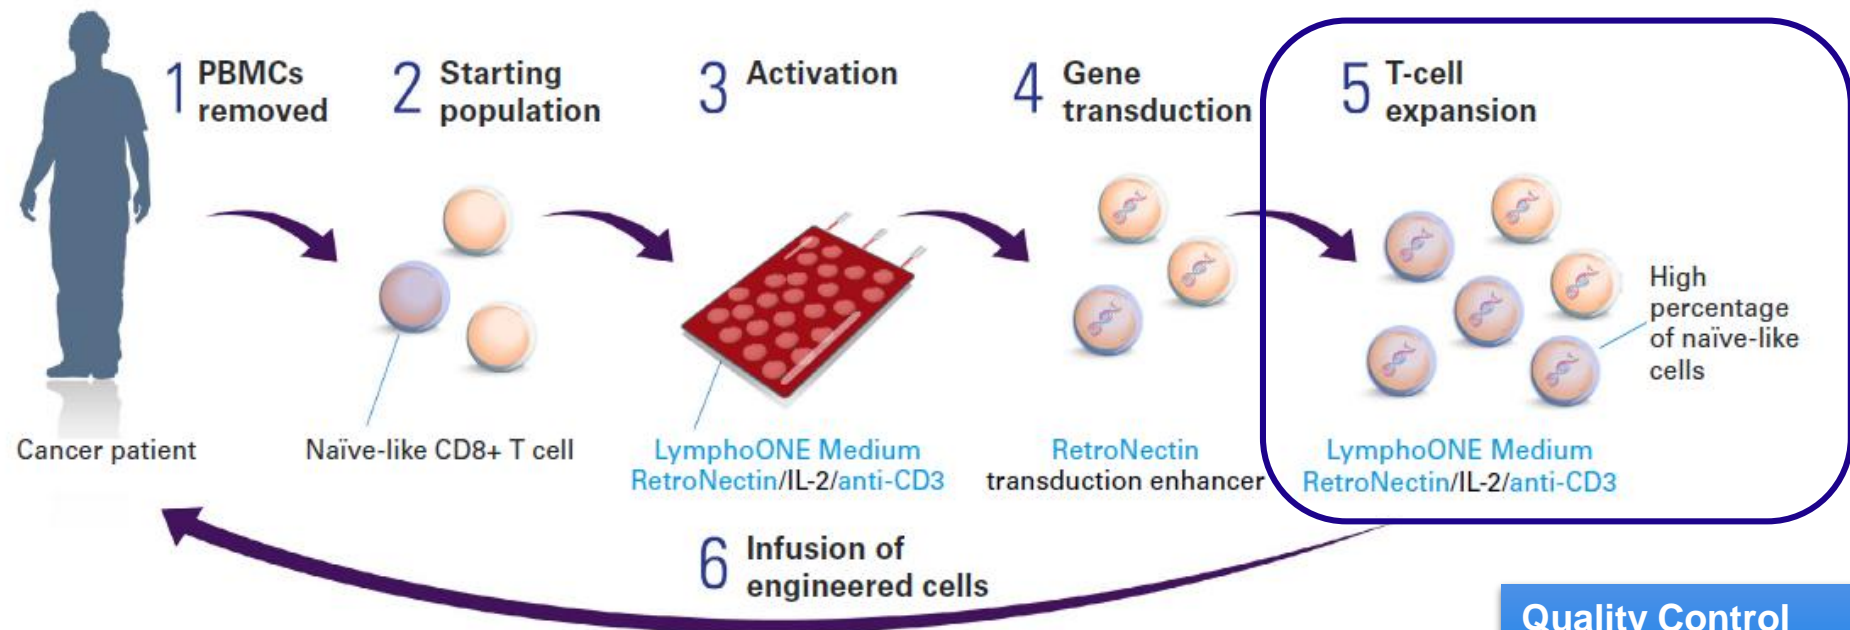 1 PBMCs
removed
2 Starting
population
3 Activation
4 Gene
transduction
5 T-cell
expansion
High
percentage
of naïve-like
cells
Cancer patient
Naïve-like CD8+ T cell
LymphoONE Medium
RetroNectin/IL-2/anti-CD3
RetroNectin
transduction enhancer
LymphoONE Medium
RetroNectin/IL-2/anti-CD3
6 Infusion of
engineered cells
Quality Control